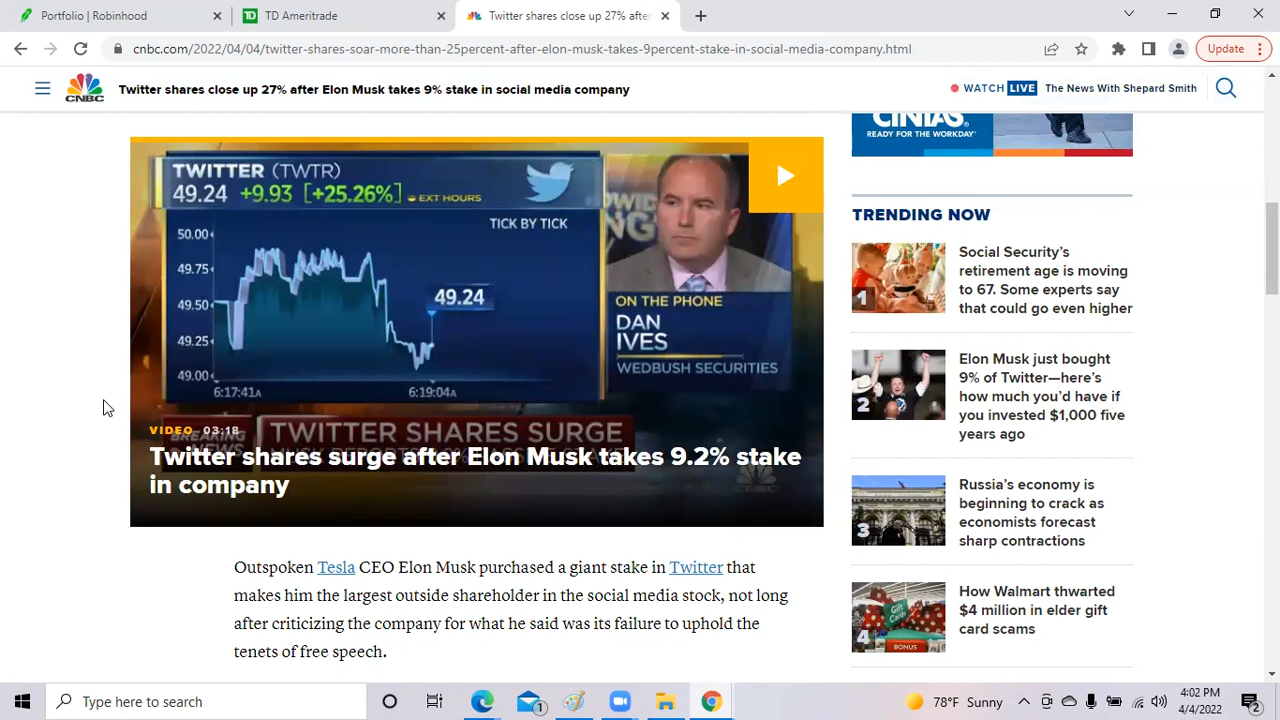 Portfolio | Robinhood
TD Ameritrade
Twitter shares close up 27% after
cnbc.com/2022/04/04/twitter-shares-soar-more-than-25percent-after-elon-musk-takes-9percent-stake-in-social-media-company.html
Update
CNBC
Twitter shares close up 27% after Elon Musk takes 9% stake in social media company
WATCH LIVE The News With Shepard Smith
CINTAS
READY FOR THE WORKDAY®
TWITTER (TWTR)
49.24 +9.93 [+25.26%] EXT HOURS
TICK BY TICK
50.00
49.75
49.50
49.25
49.00
49.24
6:17:41A
6:19:04A
ON THE PHONE
DAN
IVES
WEDBUSH SECURITIES
VIDEO 03:18
BREAKING NEWS
TWITTER SHARES SURGE
Twitter shares surge after Elon Musk takes 9.2% stake
in company
Outspoken Tesla CEO Elon Musk purchased a giant stake in Twitter that
makes him the largest outside shareholder in the social media stock, not long
after criticizing the company for what he said was its failure to uphold the
tenets of free speech.
TRENDING NOW
1
Social Security’s
retirement age is moving
to 67. Some experts say
that could go even higher
2
Elon Musk just bought
9% of Twitter—here’s
how much you’d have if
you invested $1,000 five
years ago
3
Russia’s economy is
beginning to crack as
economists forecast
sharp contractions
4
Gift Cards
BONUS
How Walmart thwarted
$4 million in elder gift
card scams
Type here to search
1
78°F Sunny
4:02 PM
4/4/2022
2